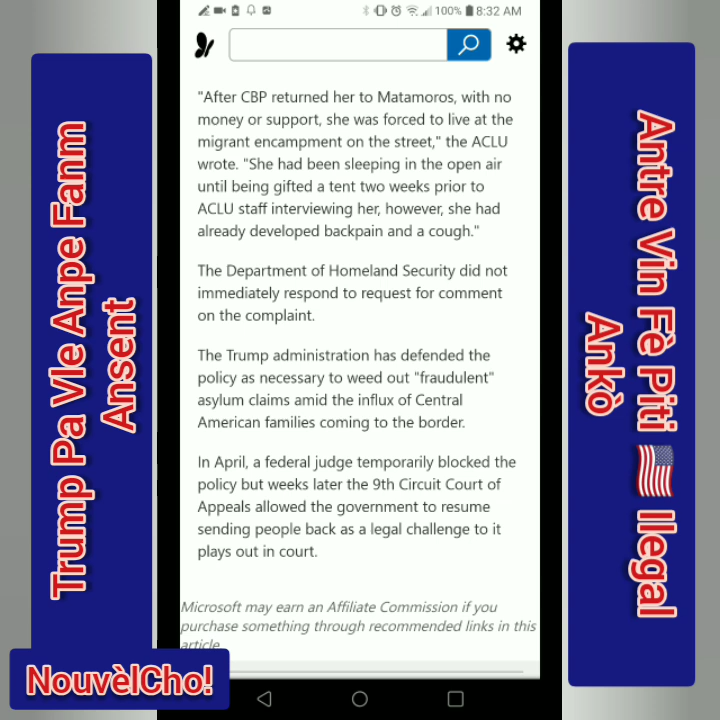 100% 8:32 AM
Trump Pa Vle Anpe Fanm
Ansent
"After CBP returned her to Matamoros, with no
money or support, she was forced to live at the
migrant encampment on the street," the ACLU
wrote. "She had been sleeping in the open air
until being gifted a tent two weeks prior to
ACLU staff interviewing her, however, she had
already developed backpain and a cough."
The Department of Homeland Security did not
immediately respond to request for comment
on the complaint.
The Trump administration has defended the
policy as necessary to weed out "fraudulent"
asylum claims amid the influx of Central
American families coming to the border.
In April, a federal judge temporarily blocked the
policy but weeks later the 9th Circuit Court of
Appeals allowed the government to resume
sending people back as a legal challenge to it
plays out in court.
Microsoft may earn an Affiliate Commission if you
purchase something through recommended links in this
article.
Antre Vin Fè Piti 🇺🇸 Ilegal
Ankò
NouvèlCho!